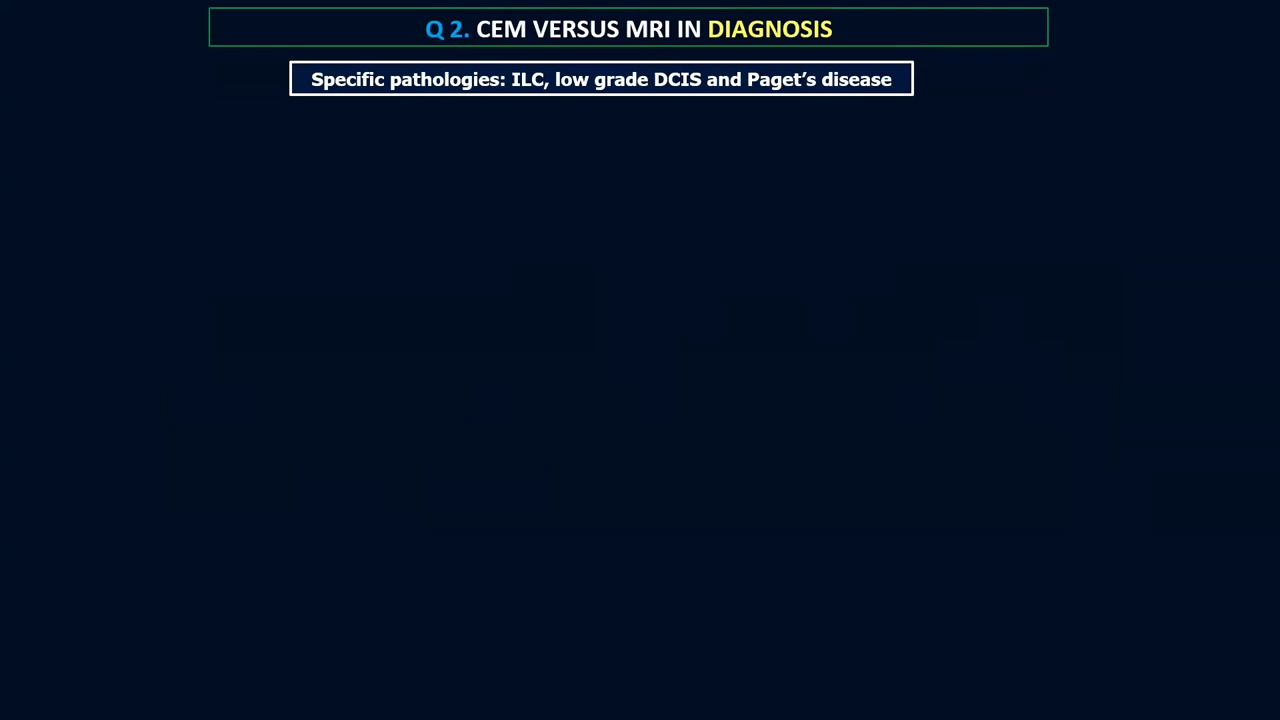 Q 2. CEM VERSUS MRI IN DIAGNOSIS
Specific pathologies: ILC, low grade DCIS and Paget’s disease